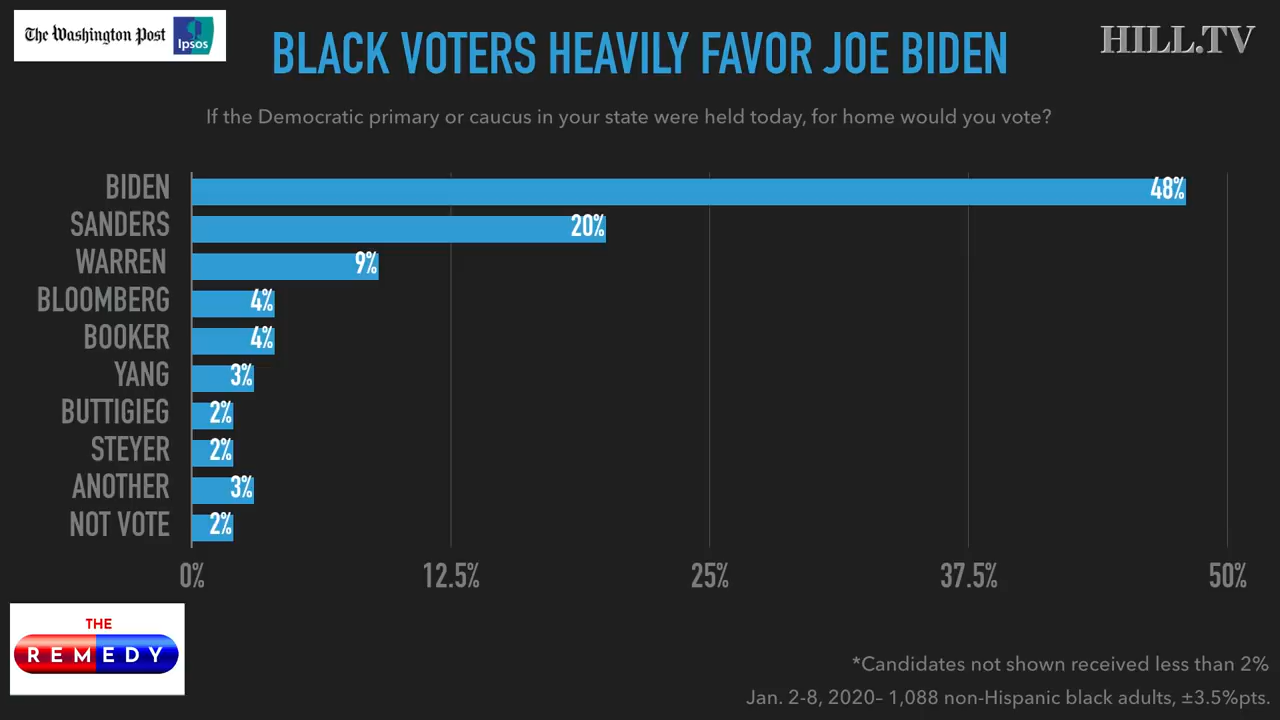 The Washington Post
Ipsos
BLACK VOTERS HEAVILY FAVOR JOE BIDEN
HILL.TV
If the Democratic primary or caucus in your state were held today, for home would you vote?
BIDEN 48%
SANDERS 20%
WARREN 9%
BLOOMBERG 4%
BOOKER 4%
YANG 3%
BUTTIGIEG 2%
STEYER 2%
ANOTHER 3%
NOT VOTE 2%
0% 12.5% 25% 37.5% 50%
THE
REMEDY
*Candidates not shown received less than 2%
Jan. 2-8, 2020– 1,088 non-Hispanic black adults, ±3.5%pts.